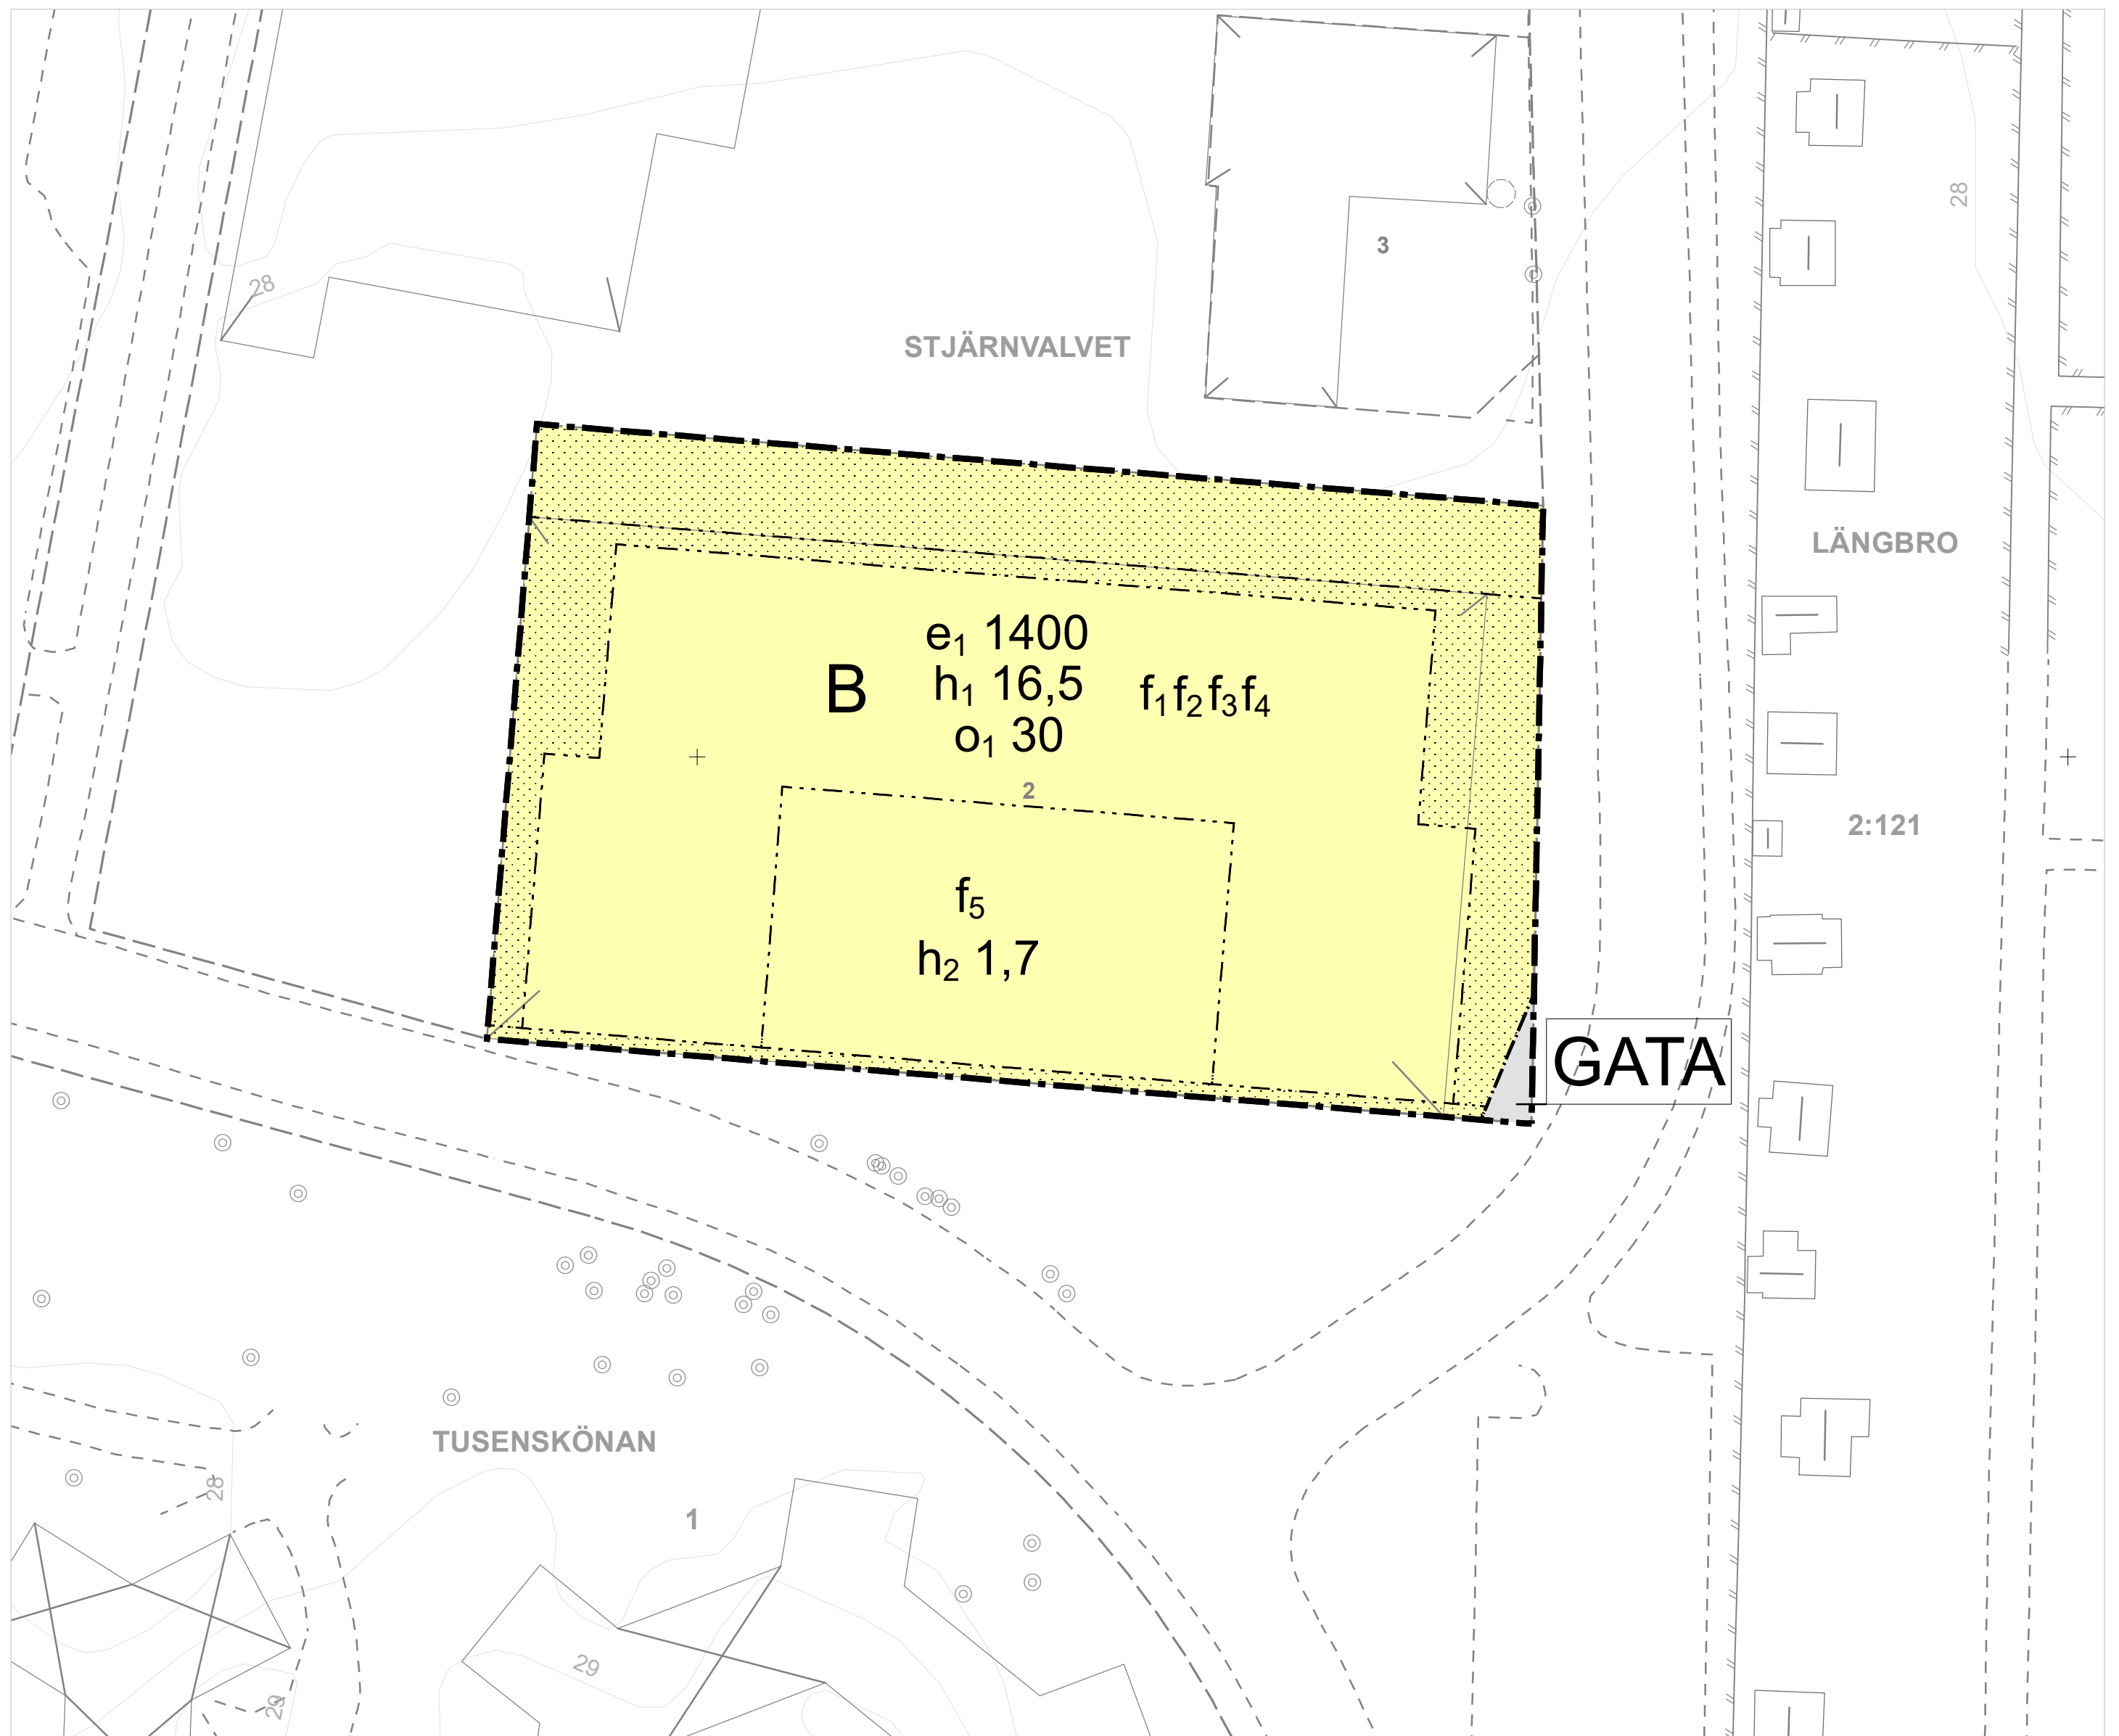 28
3
28
STJÄRNVALVET
LÄNGBRO
e₁ 1400
B
h₁ 16,5
f₁f₂f₃f₄
o₁ 30
2
2:121
f₅
h₂ 1,7
GATA
TUSENSKÖNAN
28
1
29
29